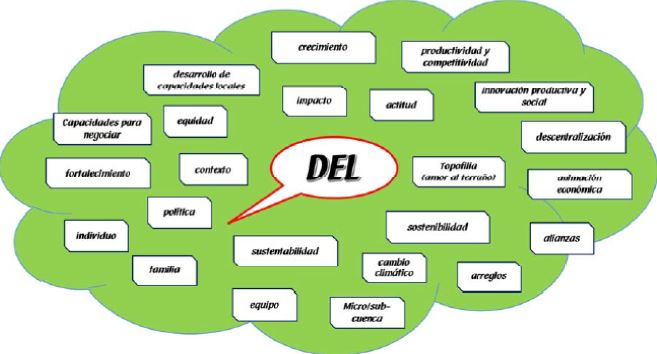 crecimiento
productividad y
competitividad
desarrollo de
capacidades locales
impacto
actitud
innovación productiva y
social
Capacidades para
negociar
equidad
descentralización
fortalecimiento
contexto
DEL
Topofilia
(amor al terruño)
animación
económica
política
individuo
sostenibilidad
alianzas
familia
sustentabilidad
cambio
climático
arreglos
equipo
Micro/sub-
cuenca